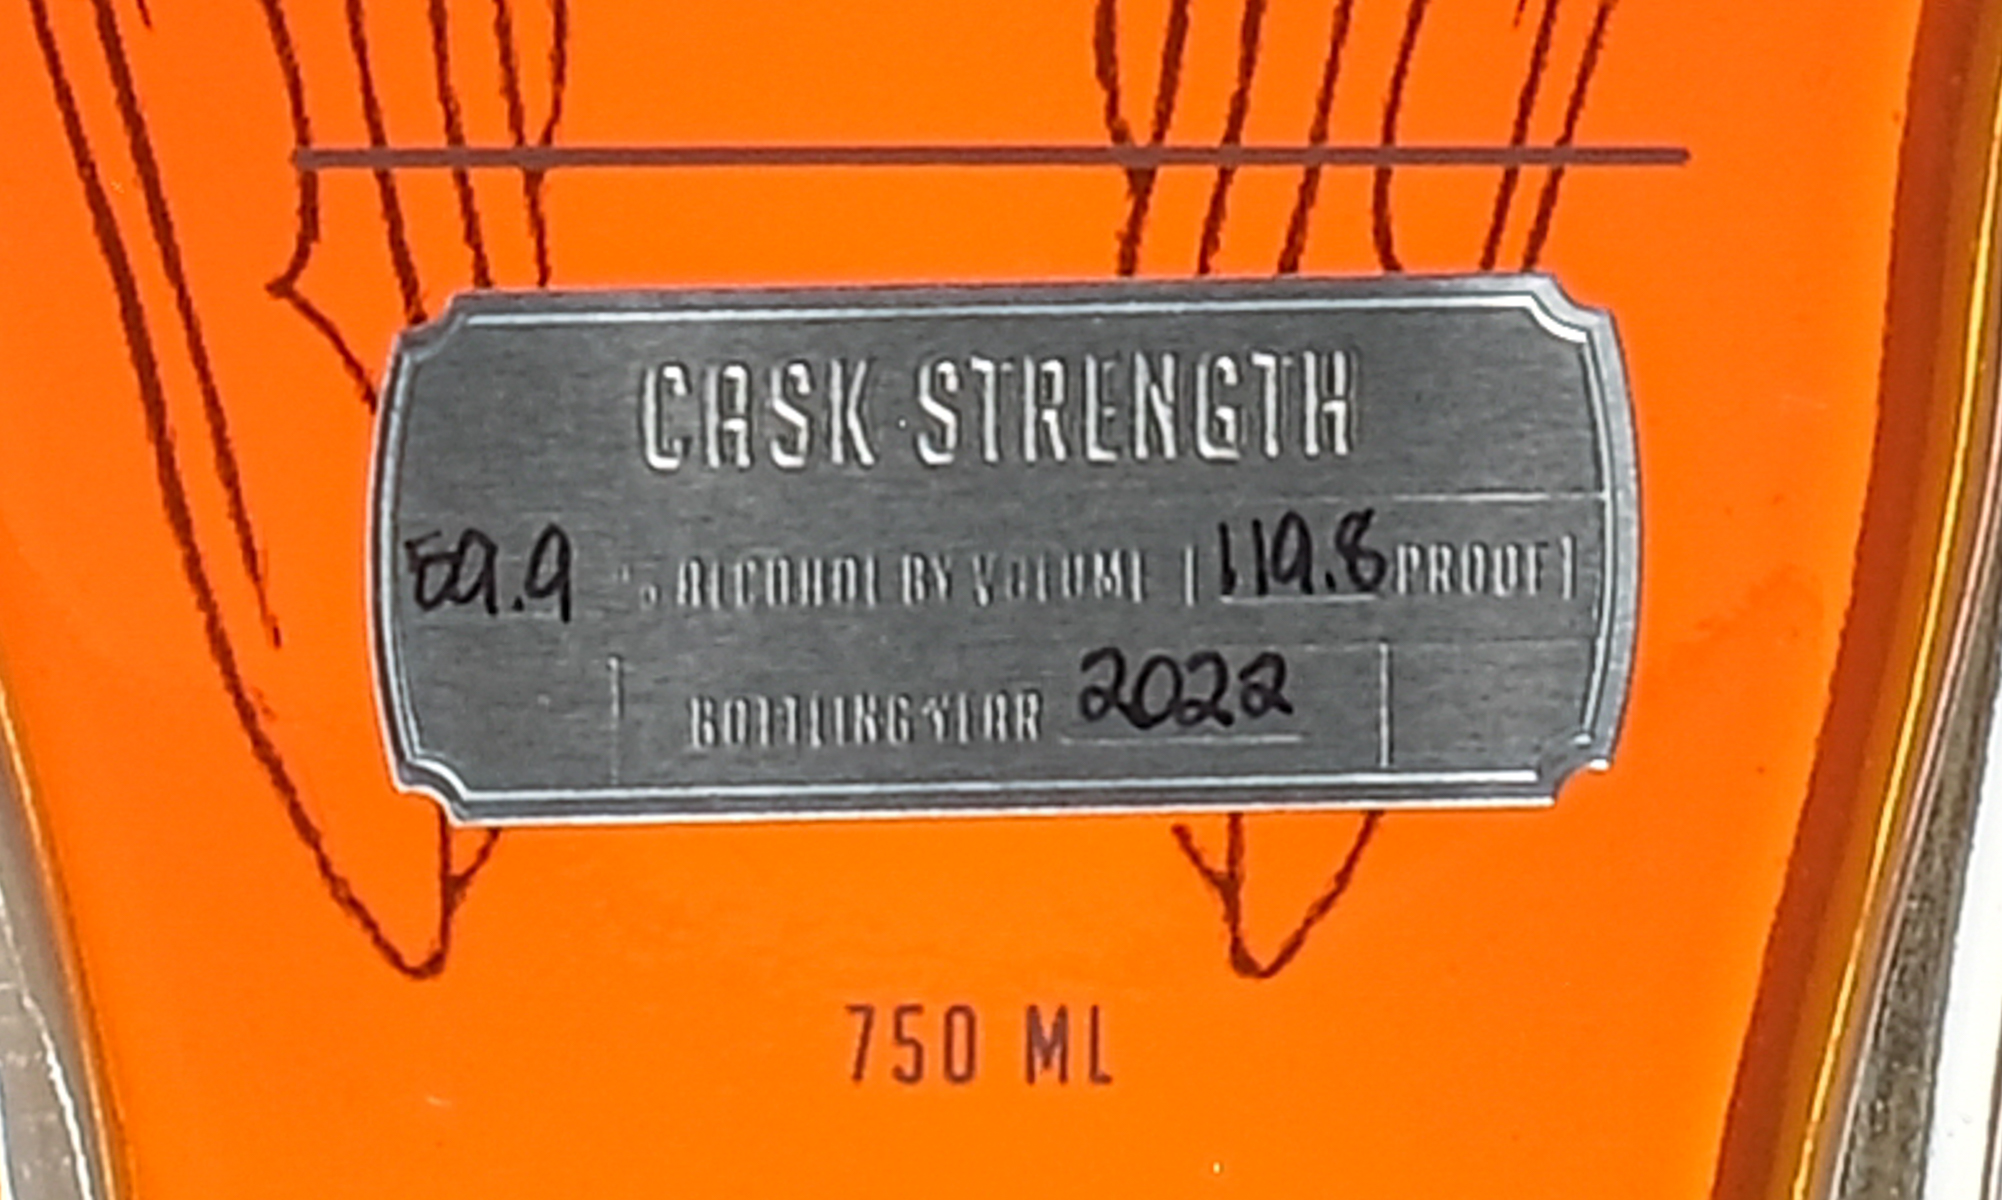 CASK STRENGTH
59.9 % ALCOHOL BY VOLUME [119.8 PROOF]
BOTTLING YEAR 2022
750 ML